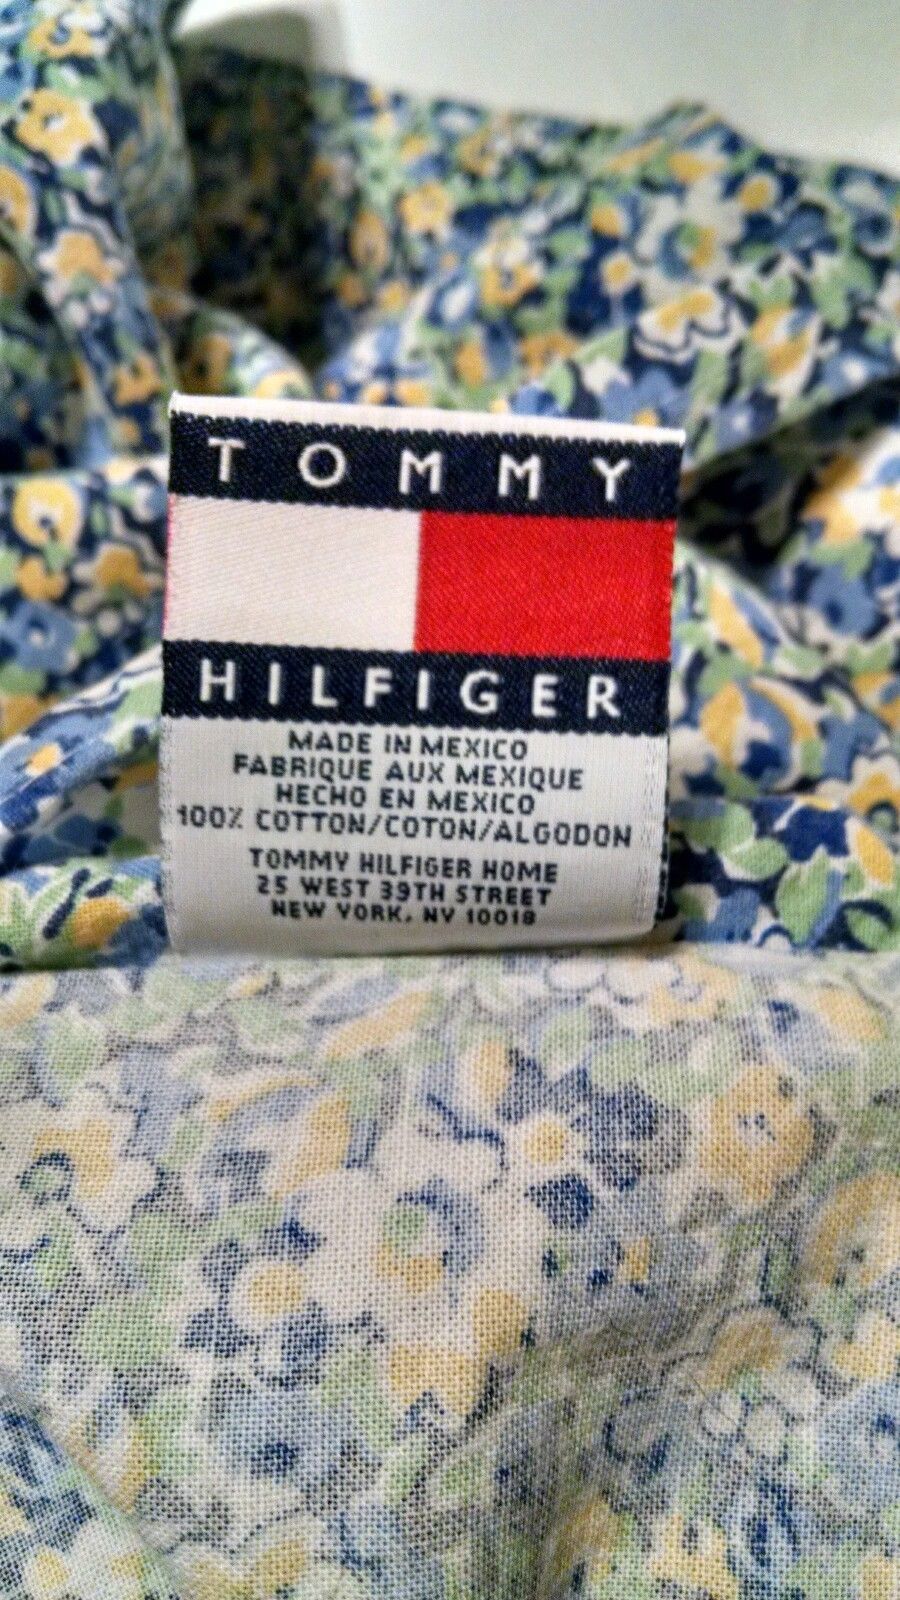 TOMMY
HILFIGER
MADE IN MEXICO
FABRIQUE AUX MEXIQUE
HECHO EN MEXICO
100% COTTON/COTON/ALGODON
TOMMY HILFIGER HOME
25 WEST 39TH STREET
NEW YORK, NY 10018